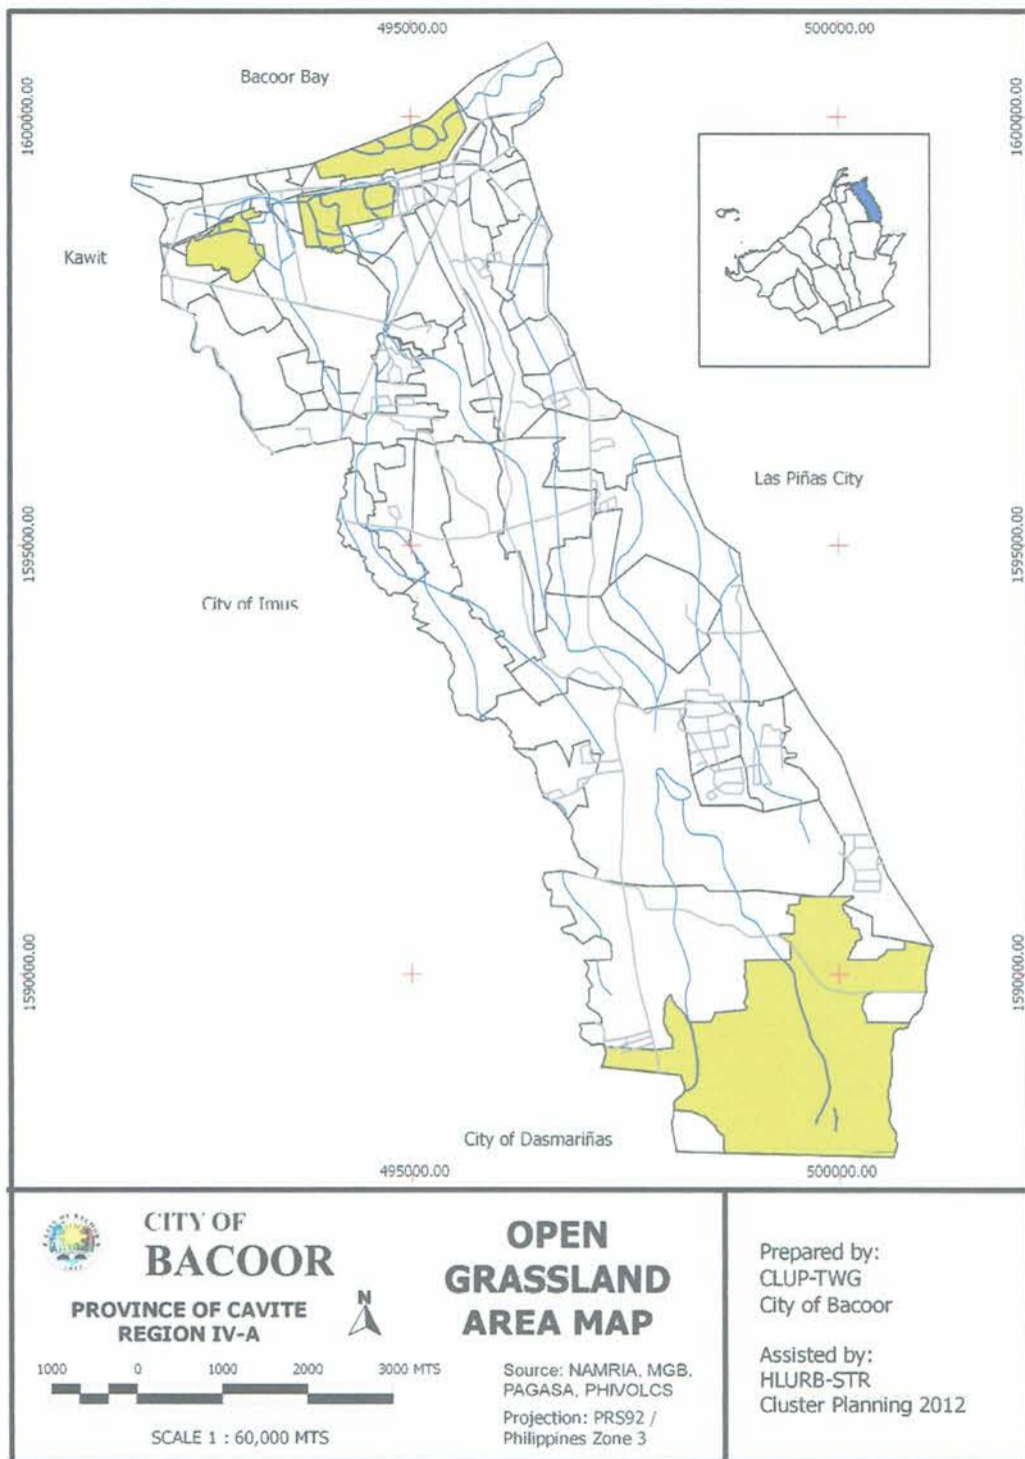 495000.00
500000.00
Bacoor Bay
1600000.00
1600000.00
Kawit
Las Piñas City
1595000.00
1595000.00
City of Imus
1590000.00
1590000.00
City of Dasmariñas
495000.00
500000.00
CITY OF
BACOOR
PROVINCE OF CAVITE
REGION IV-A
N
1000 0 1000 2000 3000 MTS
SCALE 1 : 60,000 MTS
OPEN
GRASSLAND
AREA MAP
Source: NAMRIA, MGB,
PAGASA, PHIVOLCS
Projection: PRS92 /
Philippines Zone 3
Prepared by:
CLUP-TWG
City of Bacoor
Assisted by:
HLURB-STR
Cluster Planning 2012